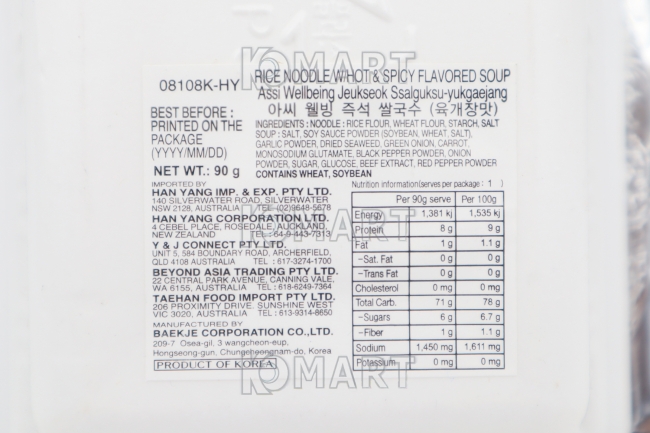 KOMART
08108K-HY
BEST BEFORE :
PRINTED ON THE
PACKAGE
(YYYY/MM/DD)
NET WT.: 90 g
RICE NOODLE W/HOT & SPICY FLAVORED SOUP
Assi Wellbeing Jeukseok Ssalguksu-yukgaejang
아씨 웰빙 즉석 쌀국수 (육개장맛)
INGREDIENTS : NOODLE : RICE FLOUR, WHEAT FLOUR, STARCH, SALT
SOUP : SALT, SOY SAUCE POWDER (SOYBEAN, WHEAT, SALT),
GARLIC POWDER, DRIED SEAWEED, GREEN ONION, CARROT,
MONOSODIUM GLUTAMATE, BLACK PEPPER POWDER, ONION
POWDER, SUGAR, GLUCOSE, BEEF EXTRACT, RED PEPPER POWDER
CONTAINS WHEAT, SOYBEAN
IMPORTED BY
HAN YANG IMP. & EXP. PTY LTD.
140 SILVERWATER ROAD, SILVERWATER
NSW 2128, AUSTRALIA TEL : (02)9648-5678
HAN YANG CORPORATION LTD.
4 CEBEL PLACE, ROSEDALE, AUCKLAND,
NEW ZEALAND TEL : 64-9-443-7313
Y & J CONNECT PTY.LTD.
UNIT 5, 584 BOUNDARY ROAD, ARCHERFIELD,
QLD 4108 AUSTRALIA TEL : 617-3274-1700
BEYOND ASIA TRADING PTY LTD.
22 CENTRAL PARK AVENUE, CANNING VALE,
WA 6155, AUSTRALIA TEL : 618-6249-7364
TAEHAN FOOD IMPORT PTY LTD.
206 PROXIMITY DRIVE. SUNSHINE WEST
VIC 3020, AUSTRALIA TEL : 613-9314-8650
MANUFACTURED BY
BAEKJE CORPORATION CO.,LTD.
209-7 Osea-gil, 3 wangcheon-eup,
Hongseong-gun, Chungcheongnam-do, Korea
PRODUCT OF KOREA
Nutrition information(serves per package : 1 )
Per 90g serve Per 100g
Energy 1,381 kj 1,535 kj
Protein 8 g 9 g
Fat 1 g 1.1 g
-Sat. Fat 0 g 0 g
-Trans Fat 0 g 0 g
Cholesterol 0 mg 0 mg
Total Carb. 71 g 78 g
-Sugars 6 g 6.7 g
-Fiber 1 g 1.1 g
Sodium 1,450 mg 1,611 mg
Potassium 0 mg 0 mg
KOMART
KOMART